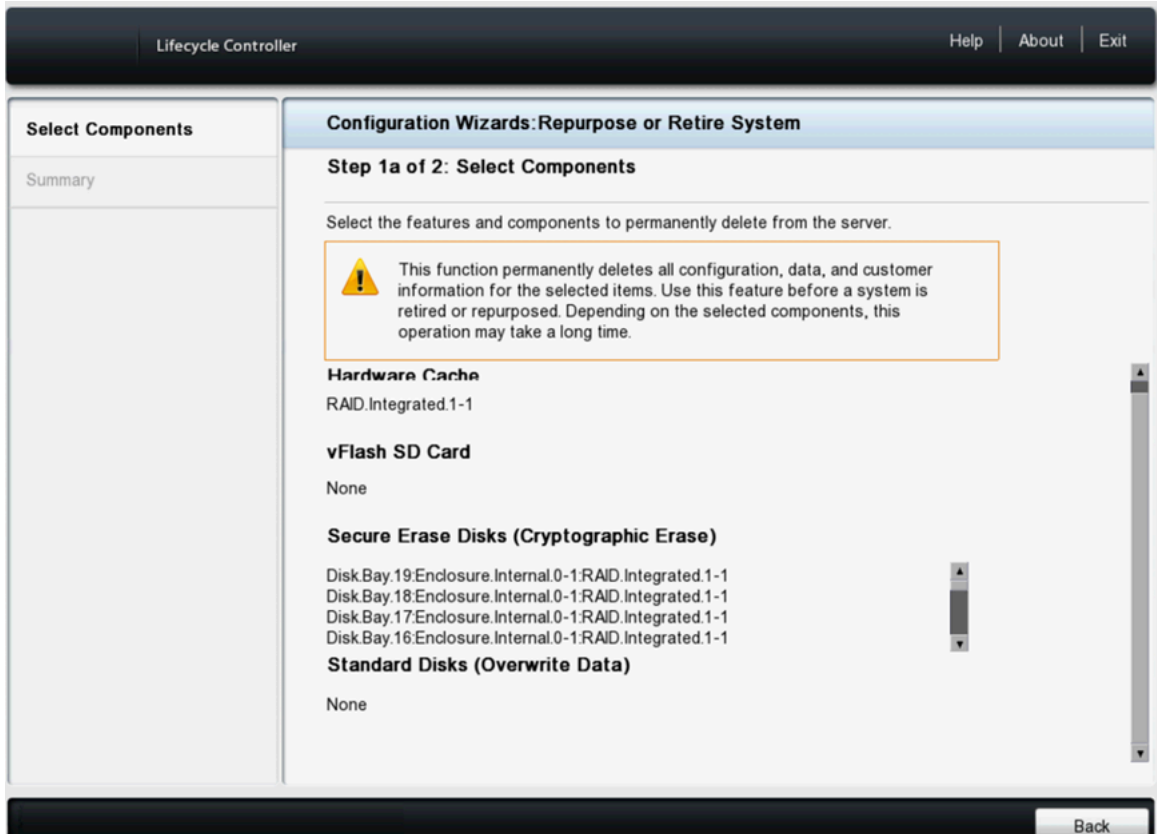 Lifecycle Controller
Help | About | Exit
Select Components
Summary
Configuration Wizards:Repurpose or Retire System
Step 1a of 2: Select Components
Select the features and components to permanently delete from the server.
This function permanently deletes all configuration, data, and customer
information for the selected items. Use this feature before a system is
retired or repurposed. Depending on the selected components, this
operation may take a long time.
Hardware Cache
RAID.Integrated.1-1
vFlash SD Card
None
Secure Erase Disks (Cryptographic Erase)
Disk.Bay.19:Enclosure.Internal.0-1:RAID.Integrated.1-1
Disk.Bay.18:Enclosure.Internal.0-1:RAID.Integrated.1-1
Disk.Bay.17:Enclosure.Internal.0-1:RAID.Integrated.1-1
Disk.Bay.16:Enclosure.Internal.0-1:RAID.Integrated.1-1
Standard Disks (Overwrite Data)
None
Back